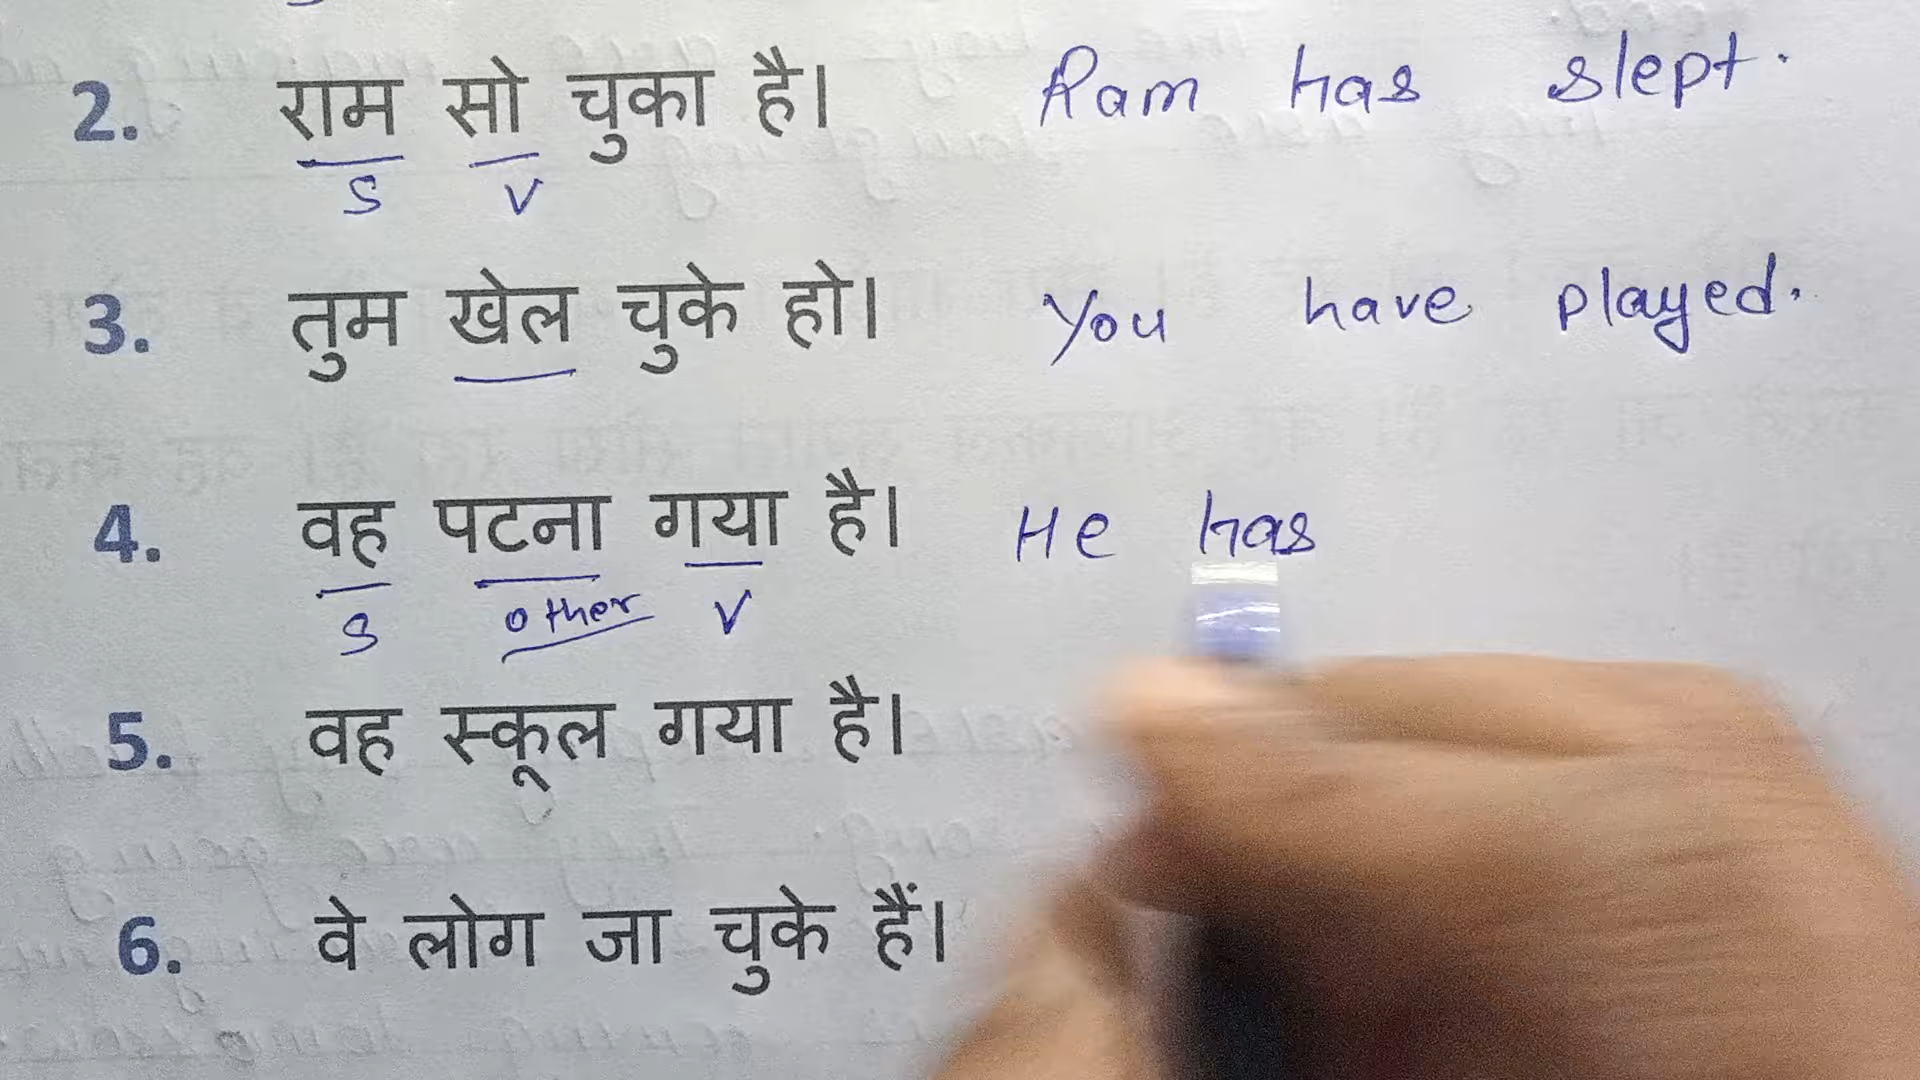 2. राम सो चुका है। Ram has slept.
S V
3. तुम खेल चुके हो। You have played.
4. वह पटना गया है। He has
S other V
5. वह स्कूल गया है।
6. वे लोग जा चुके हैं।